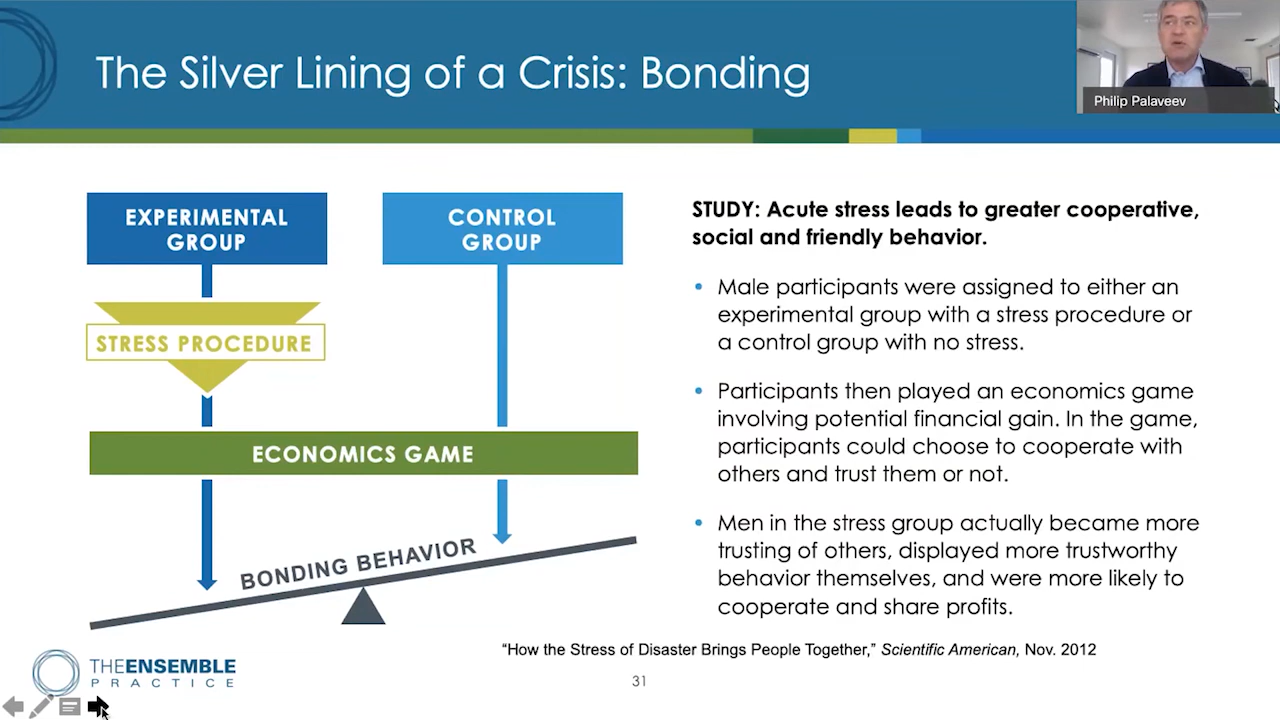 The Silver Lining of a Crisis: Bonding
Philip Palaveev
EXPERIMENTAL
GROUP
CONTROL
GROUP
STRESS PROCEDURE
ECONOMICS GAME
BONDING BEHAVIOR
STUDY: Acute stress leads to greater cooperative,
social and friendly behavior.
• Male participants were assigned to either an
experimental group with a stress procedure or
a control group with no stress.
• Participants then played an economics game
involving potential financial gain. In the game,
participants could choose to cooperate with
others and trust them or not.
• Men in the stress group actually became more
trusting of others, displayed more trustworthy
behavior themselves, and were more likely to
cooperate and share profits.
“How the Stress of Disaster Brings People Together,” Scientific American, Nov. 2012
THEENSEMBLE
PRACTICE
31